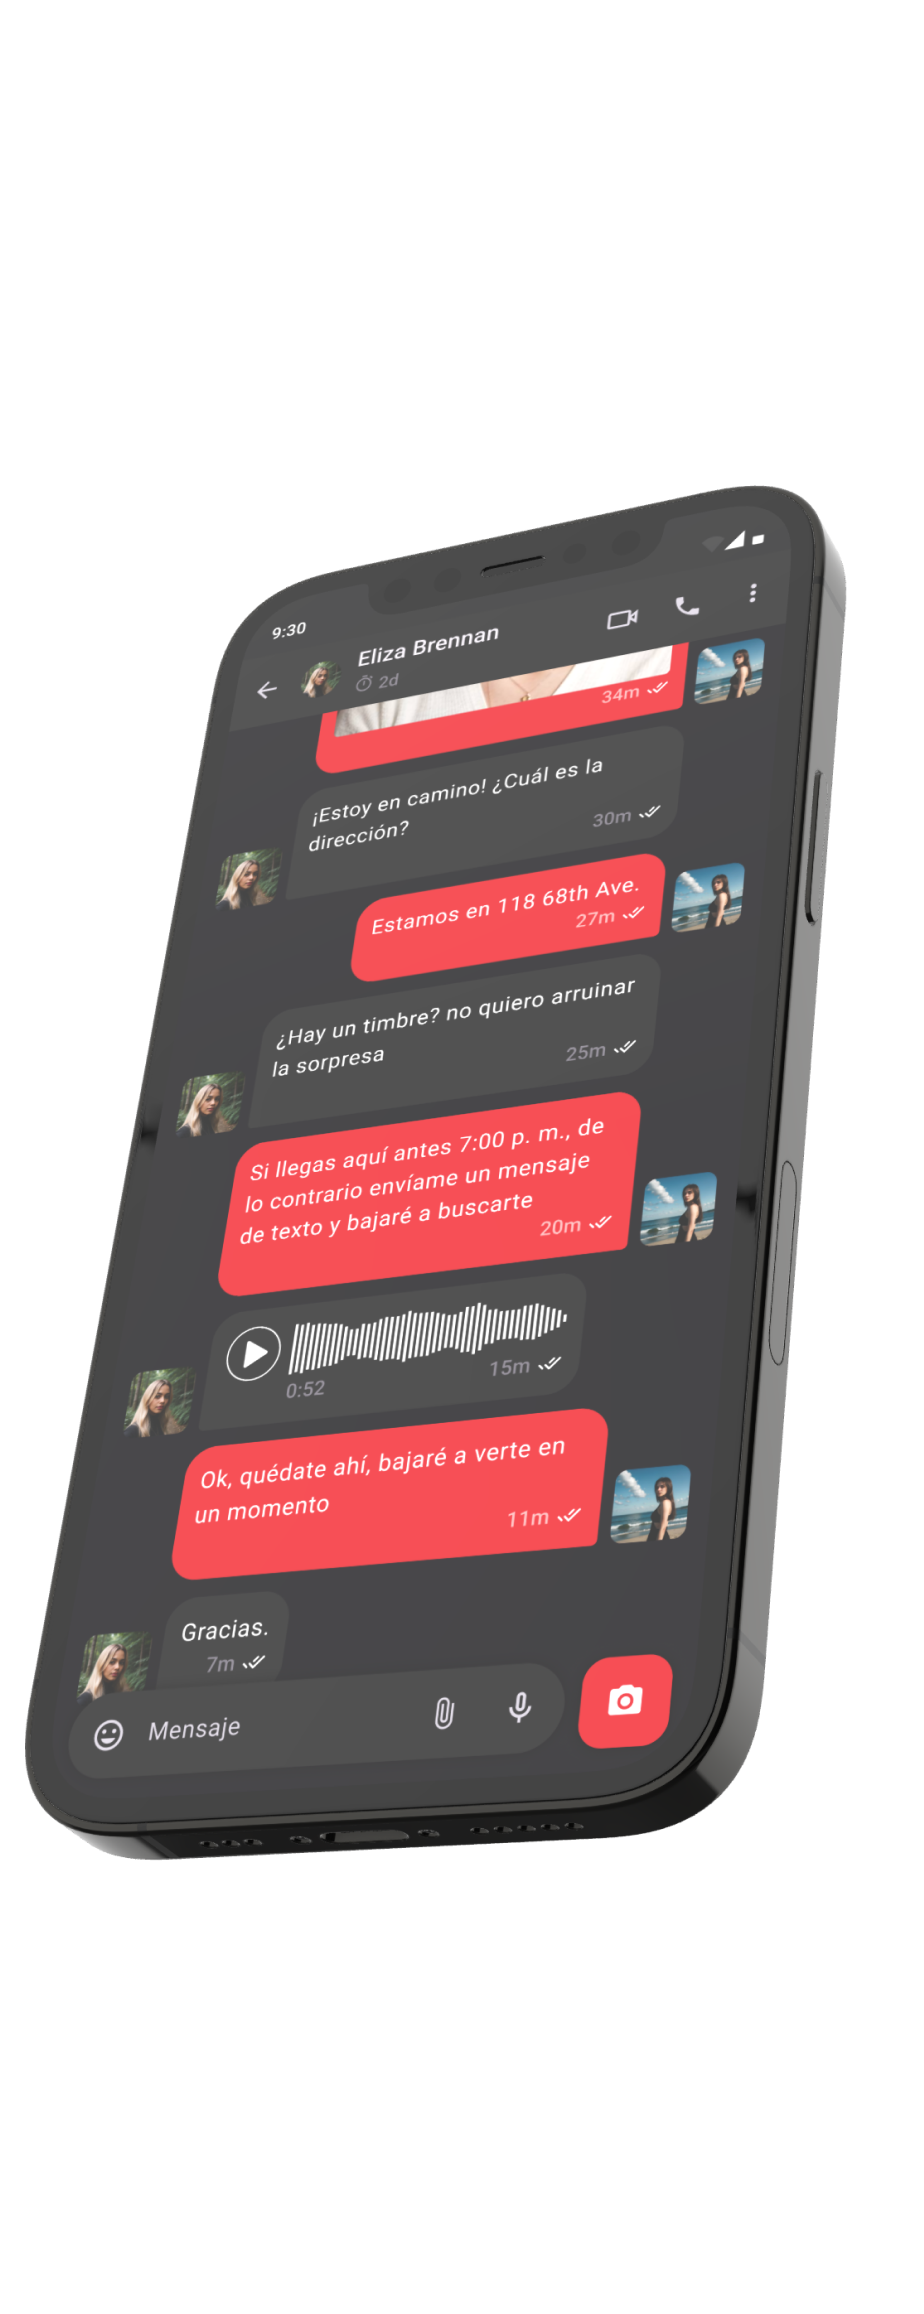 9:30
Eliza Brennan
2d
34m
¡Estoy en camino! ¿Cuál es la
dirección?
30m
Estamos en 118 68th Ave.
27m
¿Hay un timbre? no quiero arruinar
la sorpresa
25m
Si llegas aquí antes 7:00 p. m., de
lo contrario envíame un mensaje
de texto y bajaré a buscarte
20m
0:52
15m
Ok, quédate ahí, bajaré a verte en
un momento
11m
Gracias.
7m
Mensaje